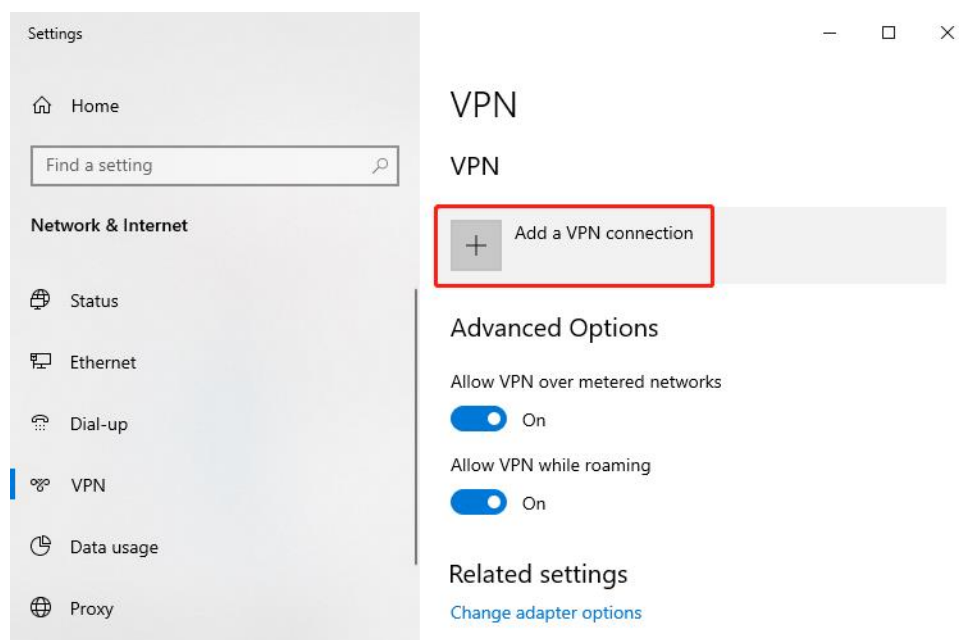 Settings
Home
Find a setting
Network & Internet
Status
Ethernet
Dial-up
VPN
Data usage
Proxy
VPN
VPN
Add a VPN connection
Advanced Options
Allow VPN over metered networks
On
Allow VPN while roaming
On
Related settings
Change adapter options